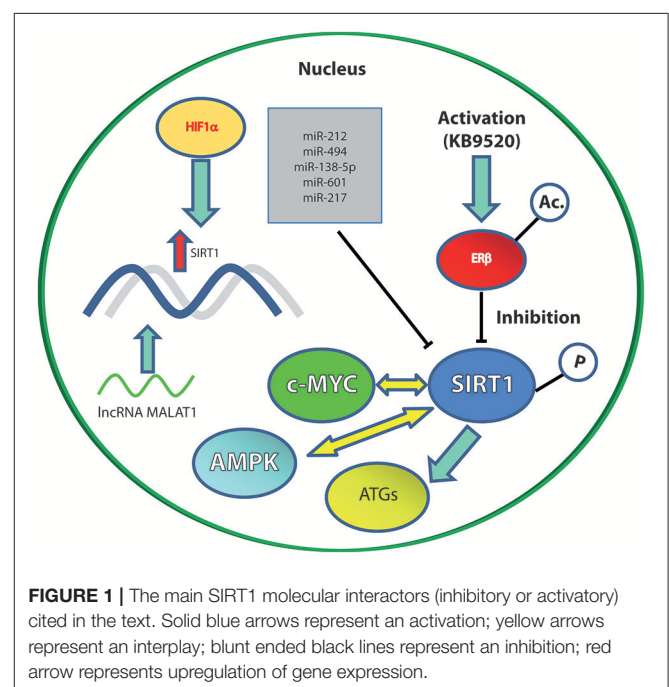 Nucleus
HIF1α
miR-212
miR-494
miR-138-5p
miR-601
miR-217
Activation
(KB9520)
Ac.
SIRT1
ERβ
Inhibition
lncRNA MALAT1
c-MYC
SIRT1
P
AMPK
ATGs
FIGURE 1 | The main SIRT1 molecular interactors (inhibitory or activatory)
cited in the text. Solid blue arrows represent an activation; yellow arrows
represent an interplay; blunt ended black lines represent an inhibition; red
arrow represents upregulation of gene expression.